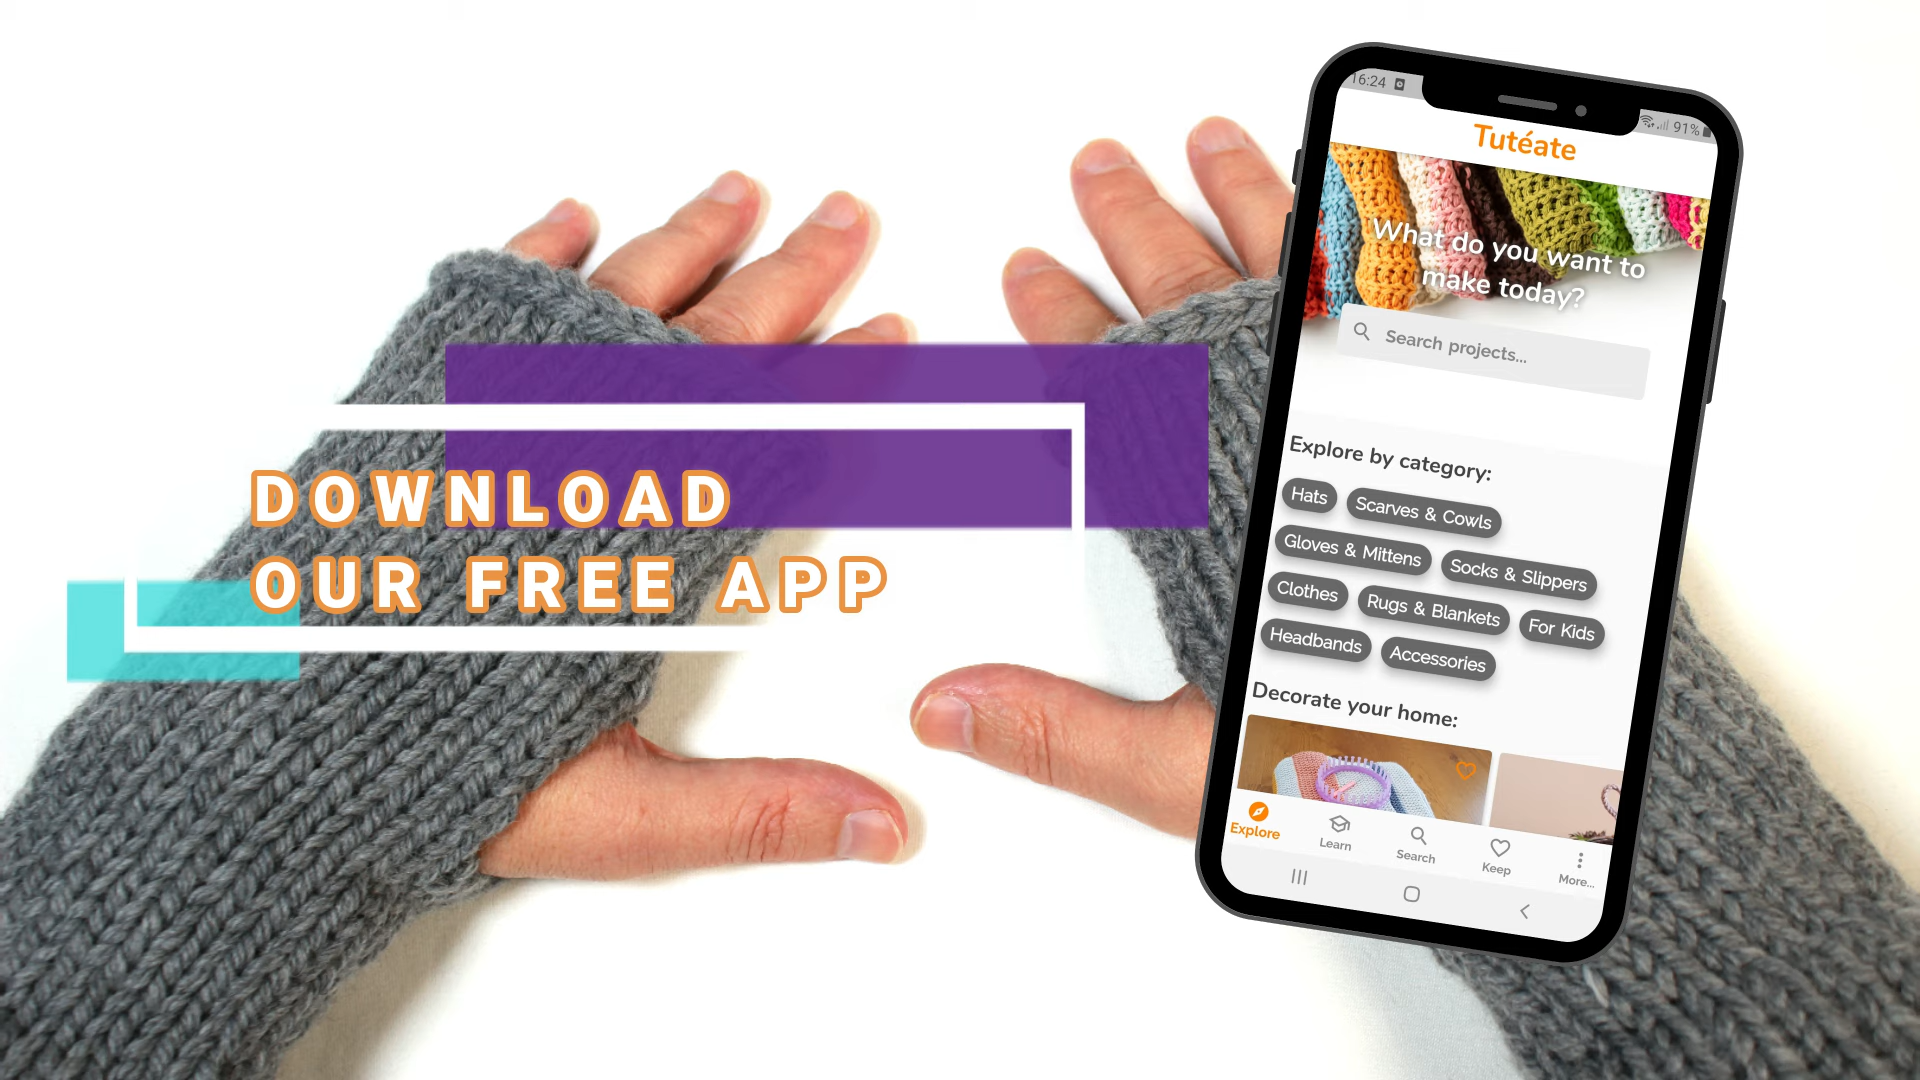 DOWNLOAD
OUR FREE APP
16:24
91%
Tutéate
What do you want to
make today?
Search projects...
Explore by category:
Hats
Scarves & Cowls
Gloves & Mittens
Socks & Slippers
Clothes
Rugs & Blankets
For Kids
Headbands
Accessories
Decorate your home:
Explore
Learn
Search
Keep
More...